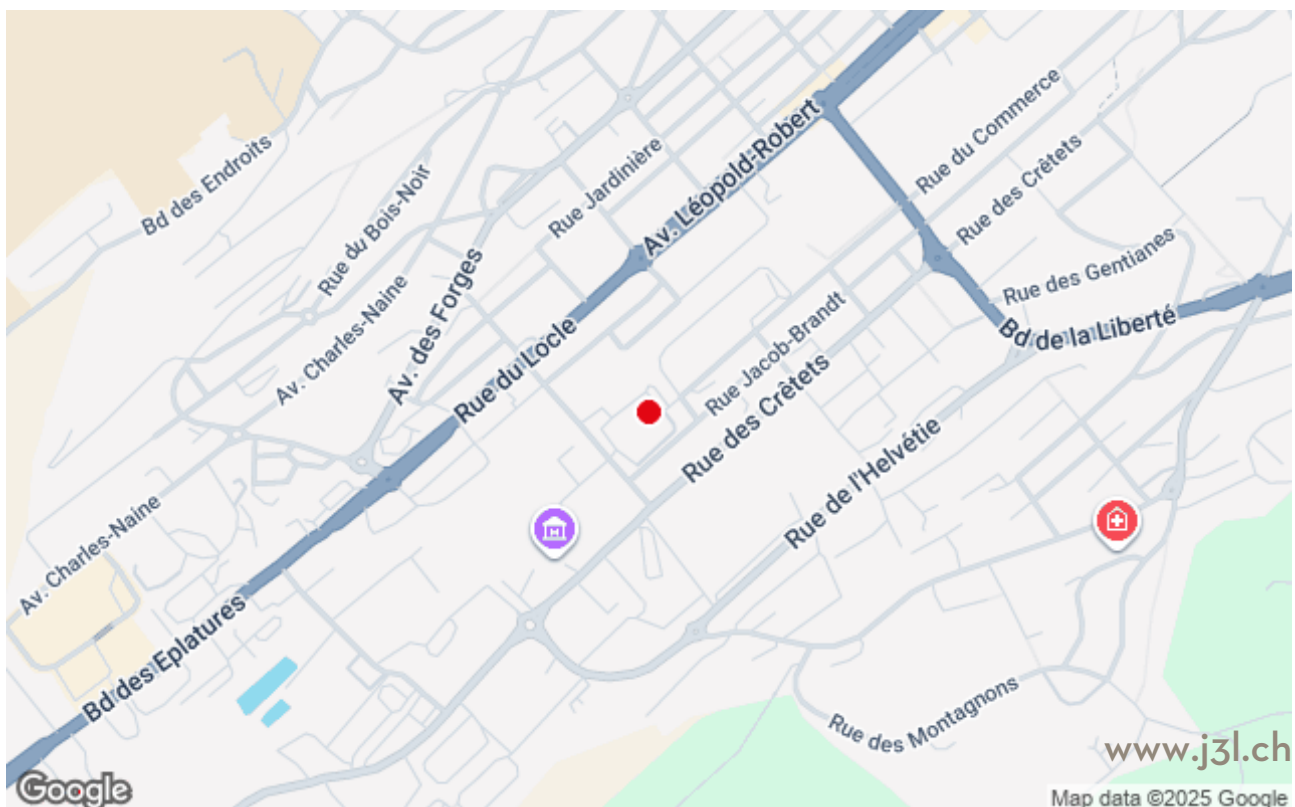 Rue du Commerce
Av. Léopold-Robert
Rue des Crêtets
Bd des Endroits
Rue Jardinière
Rue du Bois-Noir
Rue des Gentianes
Av. Charles-Naine
Av. des Forges
Rue du Locle
Bd de la Liberté
Rue Jacob-Brandt
Rue des Crêtets
Rue de l'Helvétie
Av. Charles-Naine
Bd des Eplatures
Rue des Montagnons
www.j3l.ch
Google
Map data ©2025 Google